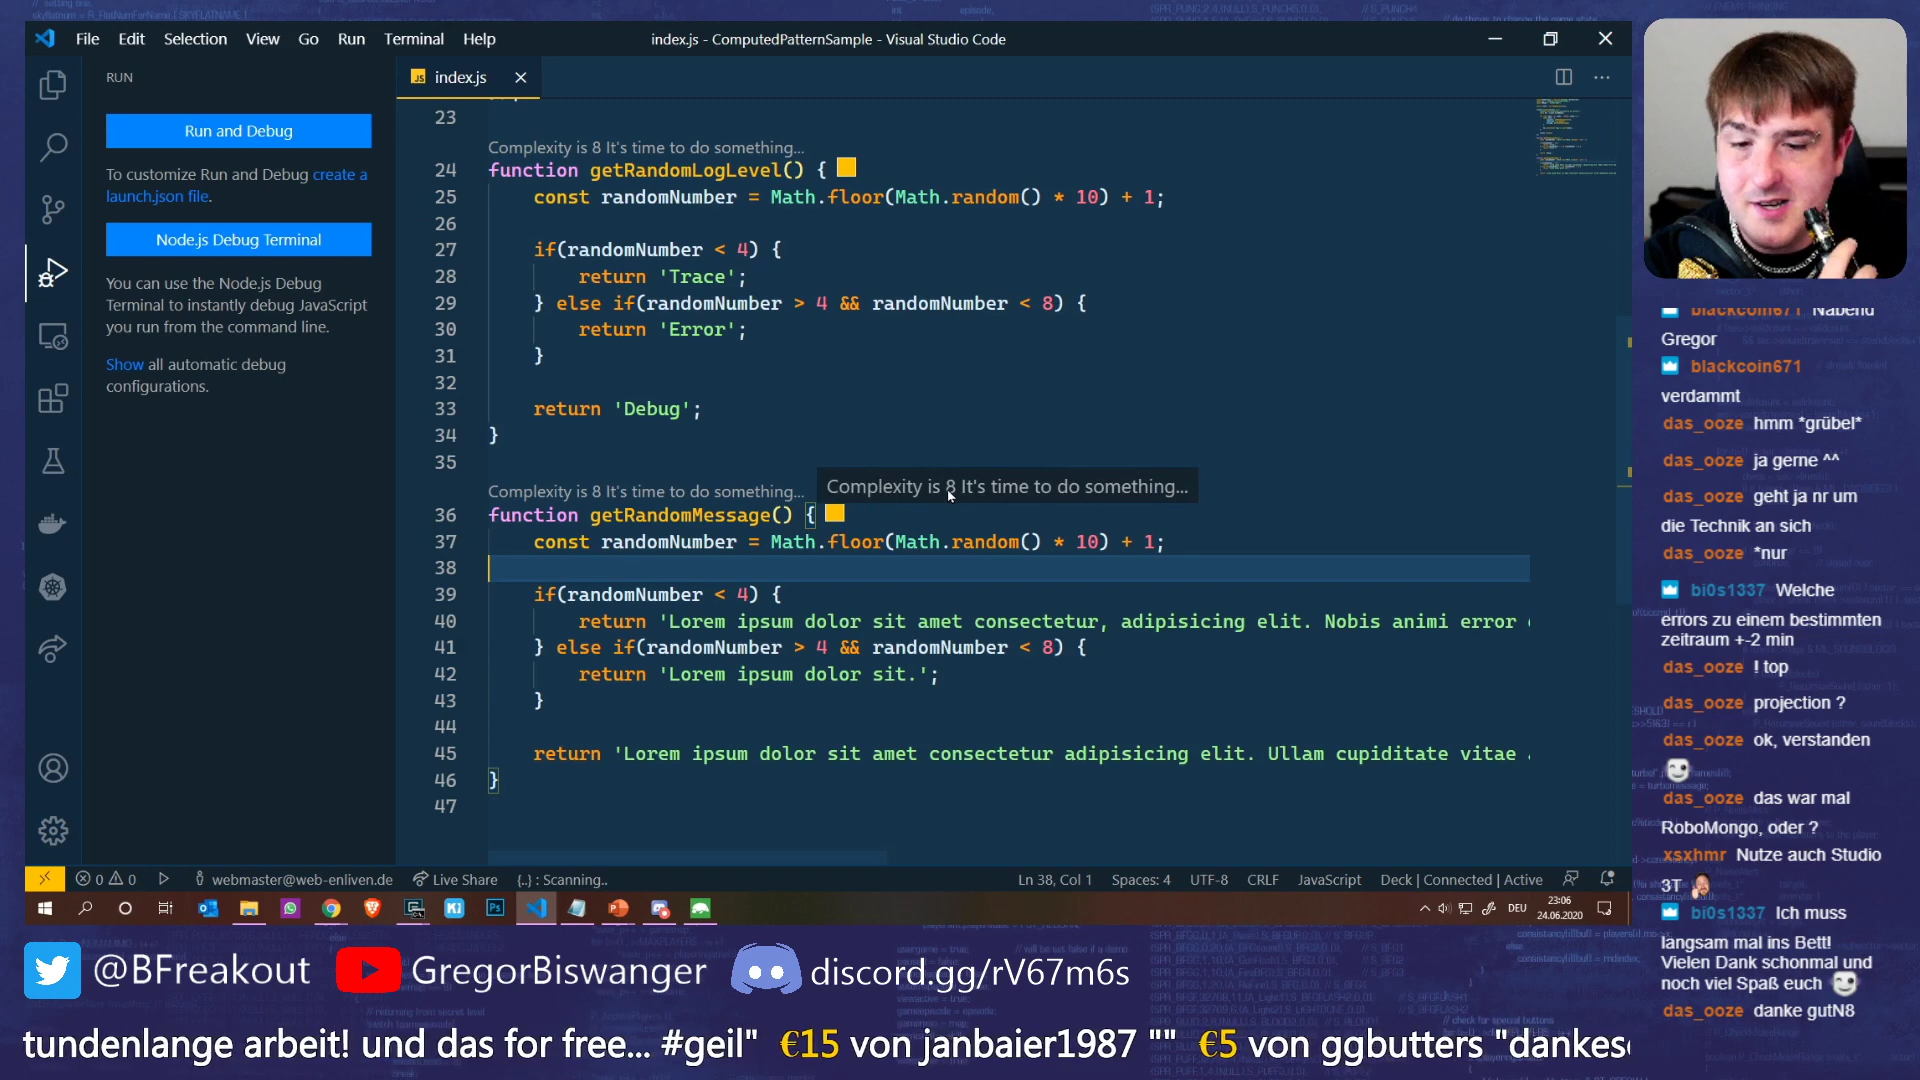 File Edit Selection View Go Run Terminal Help
index.js - ComputedPatternSample - Visual Studio Code
RUN
Run and Debug
To customize Run and Debug create a
launch.json file.
Node.js Debug Terminal
You can use the Node.js Debug
Terminal to instantly debug JavaScript
you run from the command line.
Show all automatic debug
configurations.
JS index.js
23
Complexity is 8 It's time to do something...
24 function getRandomLogLevel() {
25 const randomNumber = Math.floor(Math.random() * 10) + 1;
26
27 if(randomNumber < 4) {
28 return 'Trace';
29 } else if(randomNumber > 4 && randomNumber < 8) {
30 return 'Error';
31 }
32
33 return 'Debug';
34 }
35
Complexity is 8 It's time to do something...
Complexity is 8 It's time to do something...
36 function getRandomMessage() {
37 const randomNumber = Math.floor(Math.random() * 10) + 1;
38
39 if(randomNumber < 4) {
40 return 'Lorem ipsum dolor sit amet consectetur, adipisicing elit. Nobis animi error
41 } else if(randomNumber > 4 && randomNumber < 8) {
42 return 'Lorem ipsum dolor sit.';
43 }
44
45 return 'Lorem ipsum dolor sit amet consectetur adipisicing elit. Ullam cupiditate vitae
46 }
47
0 0 webmaster@web-enliven.de Live Share {..} : Scanning..
Ln 38, Col 1 Spaces: 4 UTF-8 CRLF JavaScript Deck | Connected | Active
DEU 23:06
24.06.2020
blackcoin671 Nabend
Gregor
blackcoin671
verdammt
das_ooze hmm *grübel*
das_ooze ja gerne ^^
das_ooze geht ja nr um
die Technik an sich
das_ooze *nur
bi0s1337 Welche
errors zu einem bestimmten
zeitraum +-2 min
das_ooze ! top
das_ooze projection ?
das_ooze ok, verstanden
das_ooze das war mal
RoboMongo, oder ?
xsxhmr Nutze auch Studio
3T
bi0s1337 Ich muss
langsam mal ins Bett!
Vielen Dank schonmal und
noch viel Spaß euch
das_ooze danke gutN8
@BFreakout GregorBiswanger discord.gg/rV67m6s
tundenlange arbeit! und das for free... #geil" €15 von janbaier1987 "" €5 von ggbutters "dankes